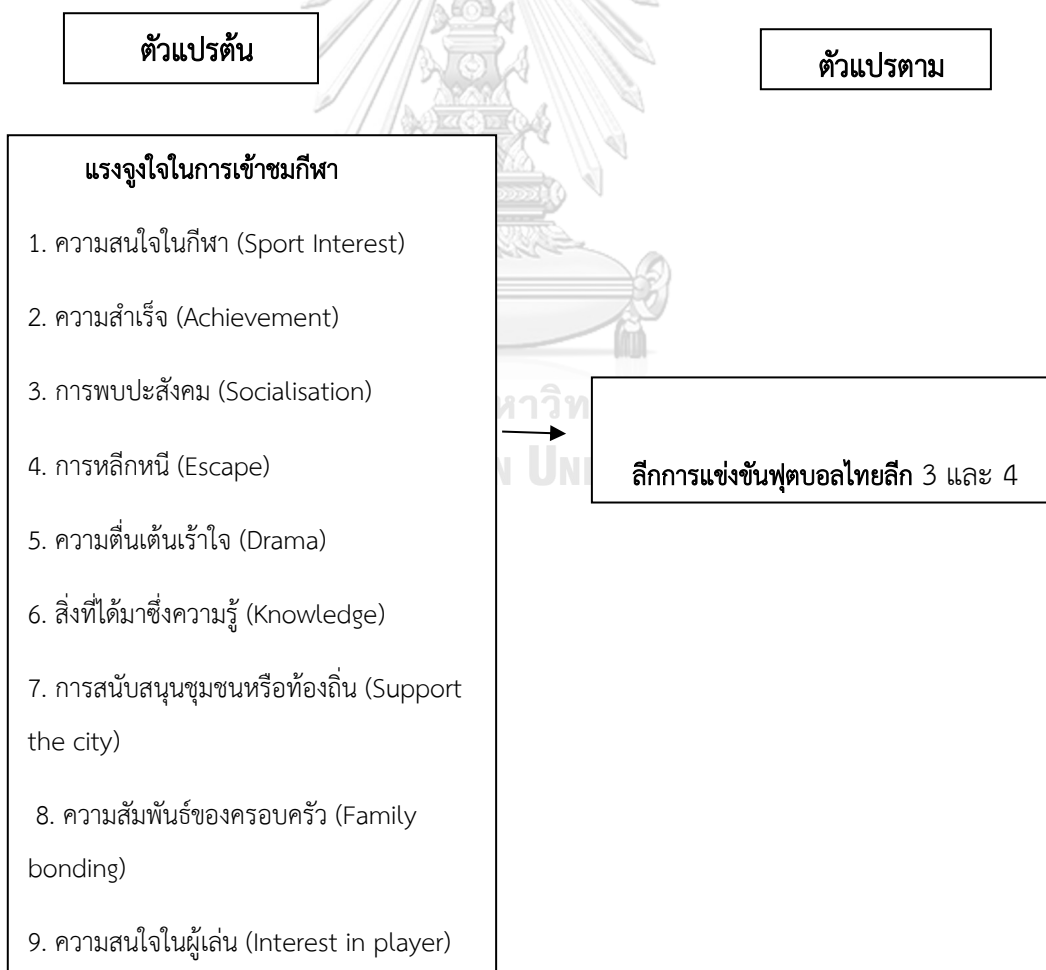 ตัวแปรต้น
ตัวแปรตาม
แรงจูงใจในการเข้าชมกีฬา
1. ความสนใจในกีฬา (Sport Interest)
2. ความสำเร็จ (Achievement)
3. การพบปะสังคม (Socialisation)
4. การหลีกหนี (Escape)
5. ความตื่นเต้นเร้าใจ (Drama)
6. สิ่งที่ได้มาซึ่งความรู้ (Knowledge)
7. การสนับสนุนชุมชนหรือท้องถิ่น (Support
the city)
8. ความสัมพันธ์ของครอบครัว (Family
bonding)
9. ความสนใจในผู้เล่น (Interest in player)
ลีกการแข่งขันฟุตบอลไทยลีก 3 และ 4